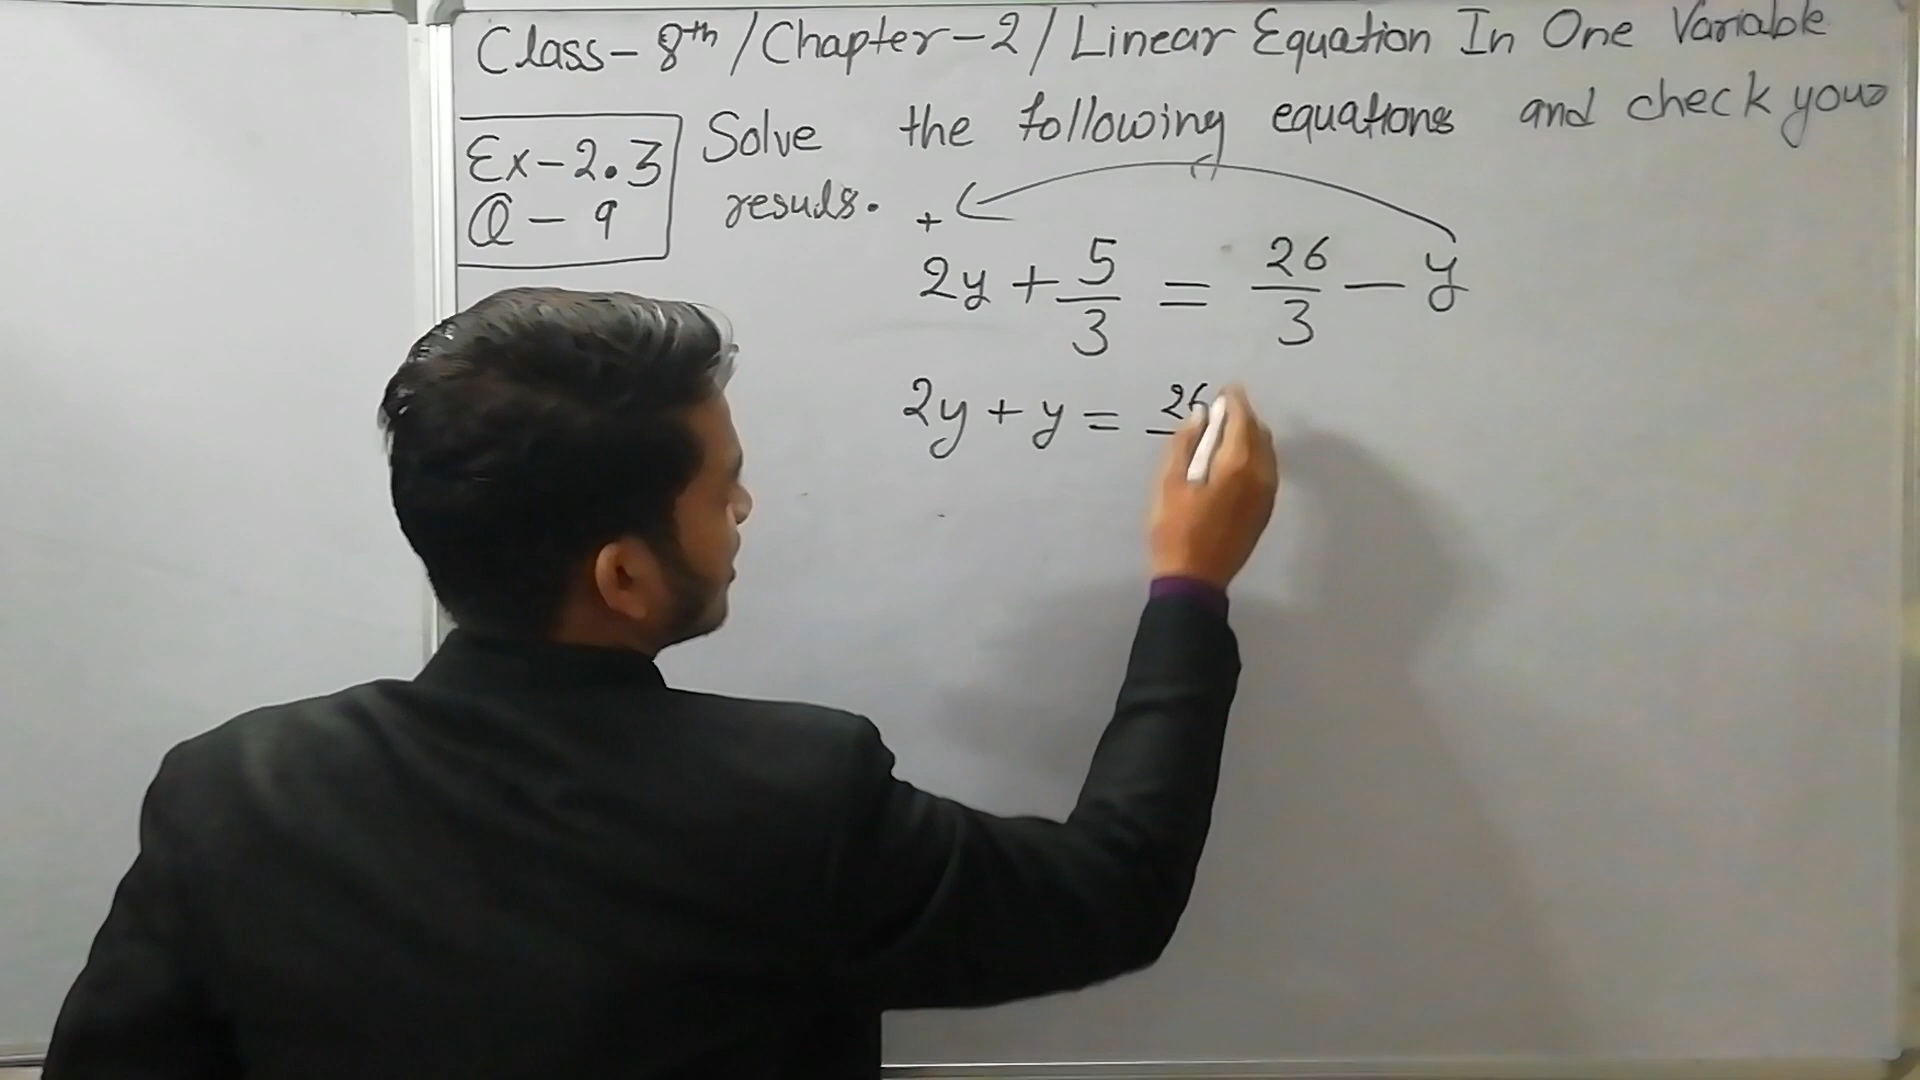 Class-8th/Chapter-2/Linear Equation In One Variable
Ex-2.3 Solve the following equations and check your
Q-9 resuls.
+
2y + 5/3 = 26/3 - y
2y + y = 26